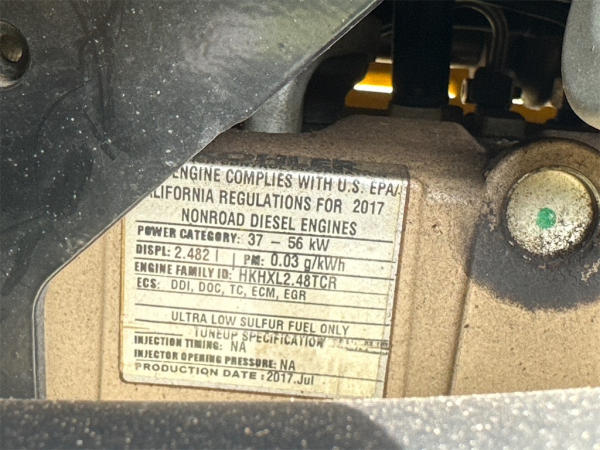 ENGINE COMPLIES WITH U.S. EPA/
LIFORNIA REGULATIONS FOR 2017
NONROAD DIESEL ENGINES
POWER CATEGORY: 37 – 56 kW
DISPL: 2.482 l PM: 0.03 g/kWh
ENGINE FAMILY ID: HKHXL2.48TCR
ECS: DDI, DOC, TC, ECM, EGR
ULTRA LOW SULFUR FUEL ONLY
TUNEUP SPECIFICATION
INJECTION TIMING: NA
INJECTOR OPENING PRESSURE: NA
PRODUCTION DATE : 2017.Jul